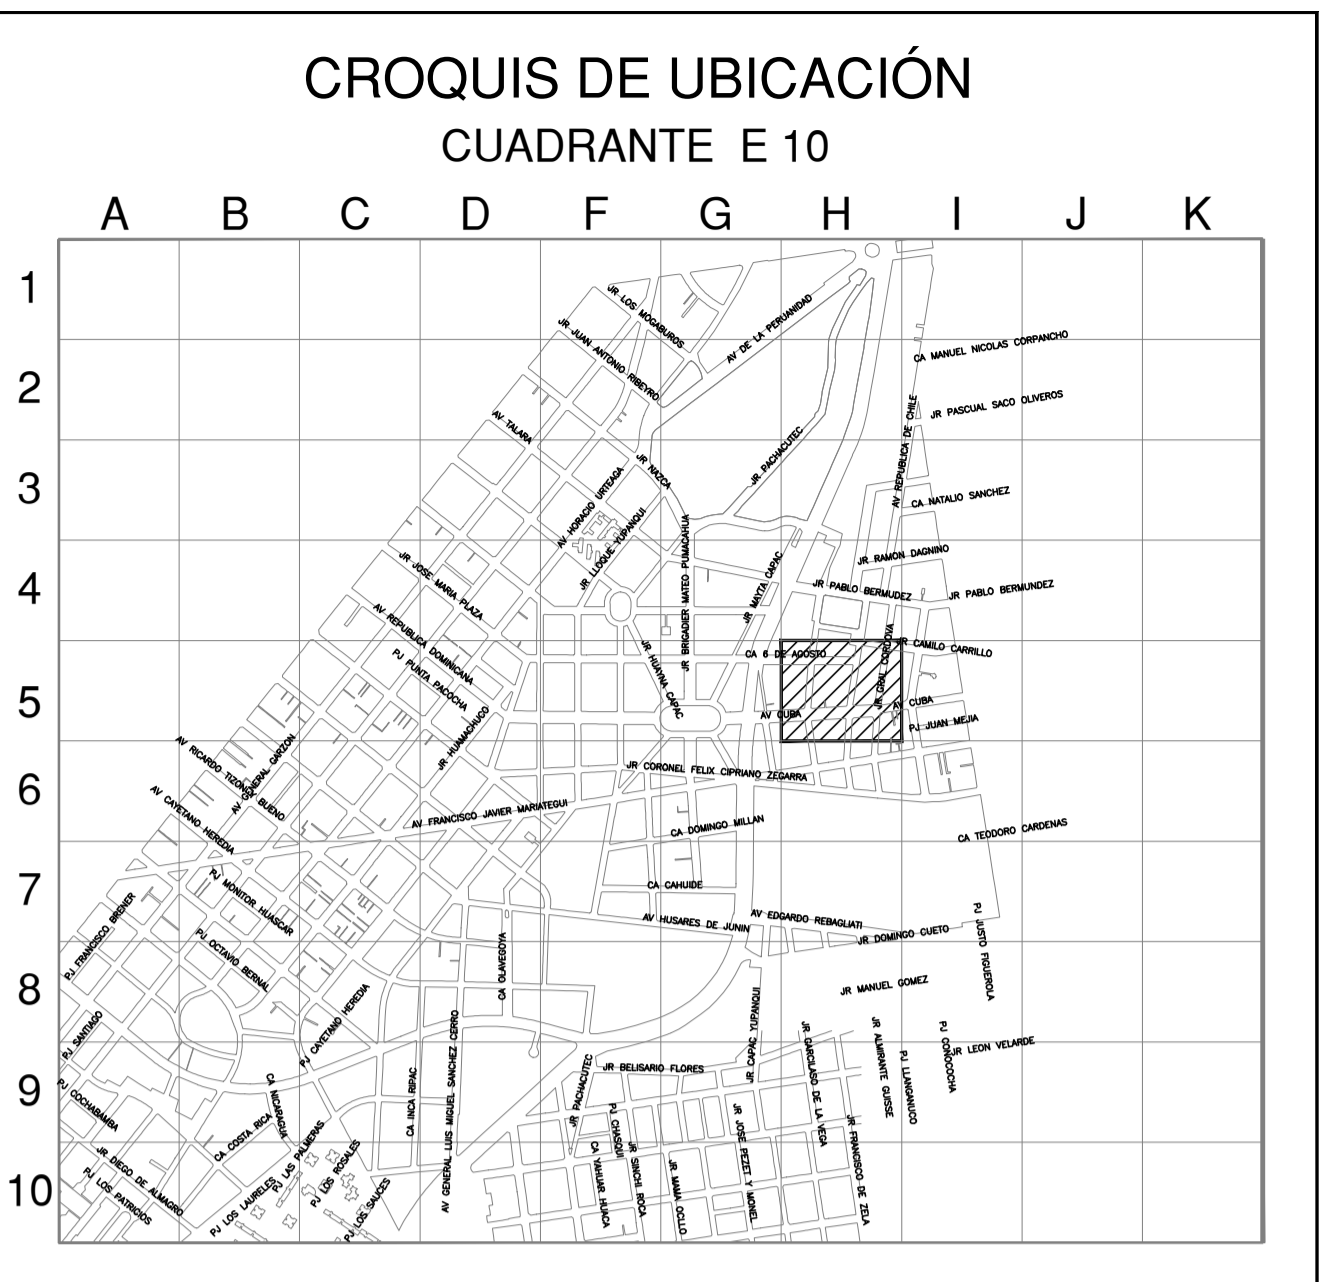 CROQUIS DE UBICACIÓN
CUADRANTE E 10
A B C D F G H I J K
1
JR LOS MOGABUROS
AV DE LA PERUANIDAD
JR JUAN ANTONIO RIBEYRO
CA MANUEL NICOLAS CORPANCHO
2
AV TALARA
JR PASCUAL SACO OLIVEROS
AV REPUBLICA DE CHILE
3
JR NAZCA
JR PACHACUTEC
AV HORACIO URTEAGA
CA NATALIO SANCHEZ
JR LLOQUE YUPANQUI
JR BRIGADIER MATEO PUMACAHUA
4
JR JOSE MARIA PLAZA
JR MAYTA CAPAC
JR RAMON DAGNINO
JR PABLO BERMUDEZ
JR PABLO BERMUNDEZ
AV REPUBLICA DOMINICANA
5
PJ PUNTA PACOCHA
JR HUAYNA CAPAC
CA 6 DE AGOSTO
JR GRAL CORDOVA
JR CAMILO CARRILLO
JR HUAMACHUCO
AV CUBA
AV CUBA
PJ JUAN MEJIA
6
AV RICARDO TIZON Y BUENO
AV GENERAL GARZON
AV CAYETANO HEREDIA
JR CORONEL FELIX CIPRIANO ZEGARRA
AV FRANCISCO JAVIER MARIATEGUI
CA DOMINGO MILLAN
CA TEODORO CARDENAS
7
PJ MONITOR HUASCAR
CA CAHUIDE
PJ FRANCISCO BRENER
AV HUSARES DE JUNIN
AV EDGARDO REBAGLIATI
JR DOMINGO CUETO
PJ JUSTO FIGUEROLA
8
PJ OCTAVIO BERNAL
CA OLAVEGOYA
JR MANUEL GOMEZ
PJ SANTIAGO
PJ CAYETANO HEREDIA
JR CAPAC YUPANQUI
JR GARCILASO DE LA VEGA
JR ALMIRANTE GUISSE
PJ CONOCOCHA
JR LEON VELARDE
9
PJ COCHABAMBA
CA NICARAGUA
CA INCA RIPAC
AV GENERAL LUIS MIGUEL SANCHEZ CERRO
JR PACHACUTEC
JR BELISARIO FLORES
PJ LLANGANUCO
CA COSTA RICA
PJ LAS PALMERAS
PJ CHASQUI
JR JOSE PEZET Y MONEL
JR FRANCISCO DE ZELA
10
JR DIEGO DE ALMAGRO
PJ LOS PATRICIOS
PJ LOS LAURELES
PJ LOS ROSALES
PJ LOS SAUCES
CA YAHUAR HUACA
JR SINCHI ROCA
JR MAMA OCLLO